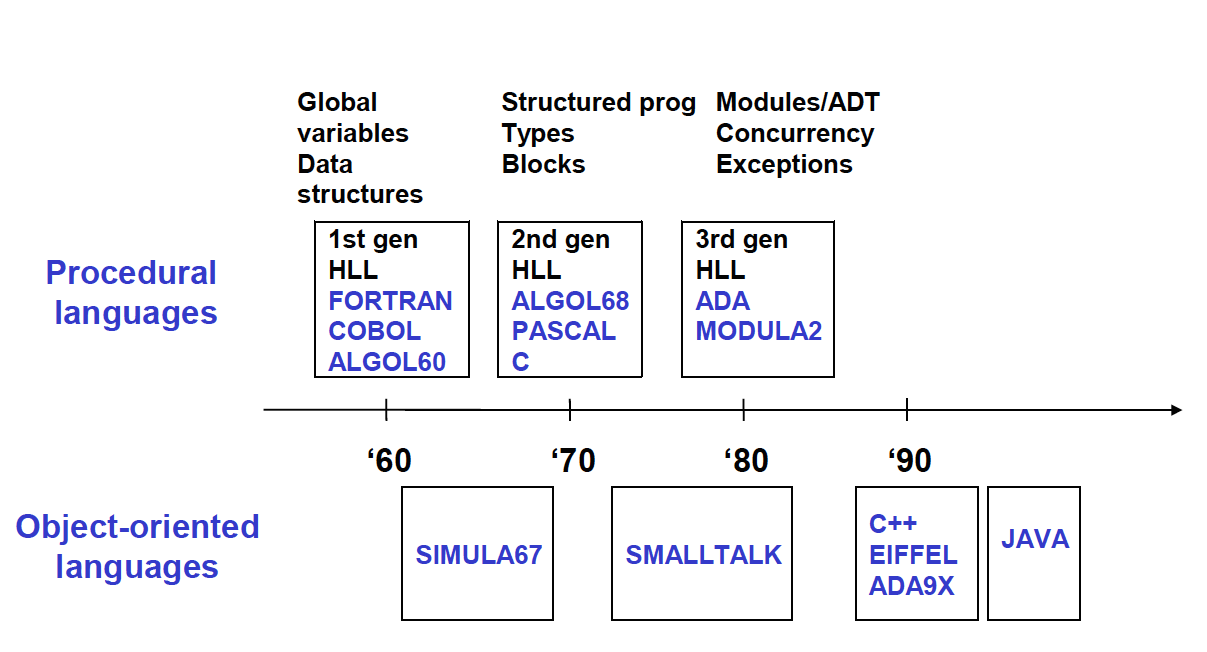 Global
variables
Data
structures
Structured prog
Types
Blocks
Modules/ADT
Concurrency
Exceptions
Procedural
languages
1st gen
HLL
FORTRAN
COBOL
ALGOL60
2nd gen
HLL
ALGOL68
PASCAL
C
3rd gen
HLL
ADA
MODULA2
‘60
‘70
‘80
‘90
Object-oriented
languages
SIMULA67
SMALLTALK
C++
EIFFEL
ADA9X
JAVA